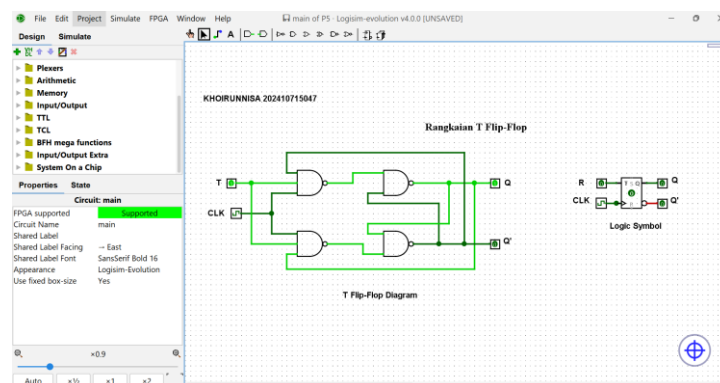 File Edit Project Simulate FPGA Window Help
main of P5 - Logisim-evolution v4.0.0 [UNSAVED]
Design Simulate
Plexers
Arithmetic
Memory
Input/Output
TTL
TCL
BFH mega functions
Input/Output Extra
System On a Chip
Properties State
Circuit: main
FPGA supported Supported
Circuit Name main
Shared Label
Shared Label Facing → East
Shared Label Font SansSerif Bold 16
Appearance Logisim-Evolution
Use fixed box-size Yes
×0.9
Auto ×½ ×1 ×2
KHOIRUNNISA 202410715047
Rangkaian T Flip-Flop
T
CLK
Q
Q'
T Flip-Flop Diagram
R
CLK
Q
Q'
Logic Symbol